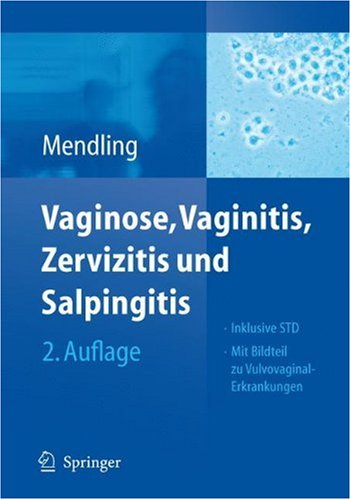 Mendling
Vaginose, Vaginitis,
Zervizitis und
Salpingitis
2. Auflage
· Inklusive STD
· Mit Bildteil
zu Vulvovaginal-
Erkrankungen
Springer